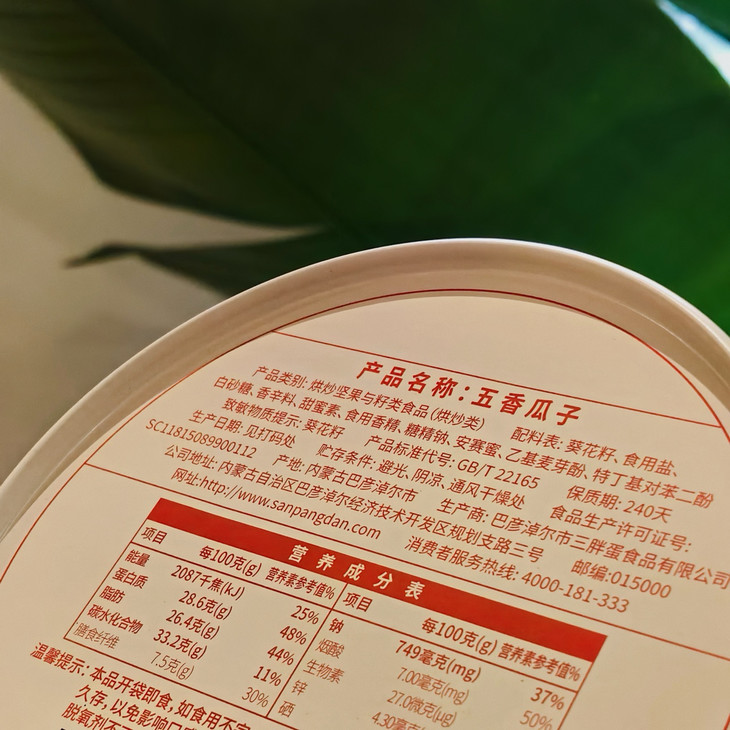 产品名称：五香瓜子
产品类别: 烘炒坚果与籽类食品 (烘炒类) 配料表: 葵花籽、食用盐、
白砂糖、香辛料、甜蜜素、食用香精、糖精钠、安赛蜜、乙基麦芽酚、特丁基对苯二酚
致敏物质提示: 葵花籽 产品标准代号: GB/T 22165 保质期: 240天
生产日期: 见打码处 贮存条件: 避光, 阴凉, 通风干燥处 食品生产许可证号:
SC11815089900112 产地: 内蒙古巴彦淖尔市 生产商: 巴彦淖尔市三胖蛋食品有限公司
公司地址: 内蒙古自治区巴彦淖尔经济技术开发区规划支路三号 邮编:015000
网址:http://www.sanpangdan.com 消费者服务热线: 4000-181-333
营养成分表
项目 每100克(g) 营养素参考值% 项目 每100克(g) 营养素参考值%
能量 2087千焦(kJ) 25% 钠 749毫克(mg) 37%
蛋白质 28.6克(g) 48% 烟酸 7.00毫克(mg) 50%
脂肪 26.4克(g) 44% 生物素 27.0微克(μg)
碳水化合物 33.2克(g) 11% 锌 4.30毫克
膳食纤维 7.5克(g) 30% 硒
温馨提示: 本品开袋即食, 如食用不完
久存, 以免影响口
脱氧剂不